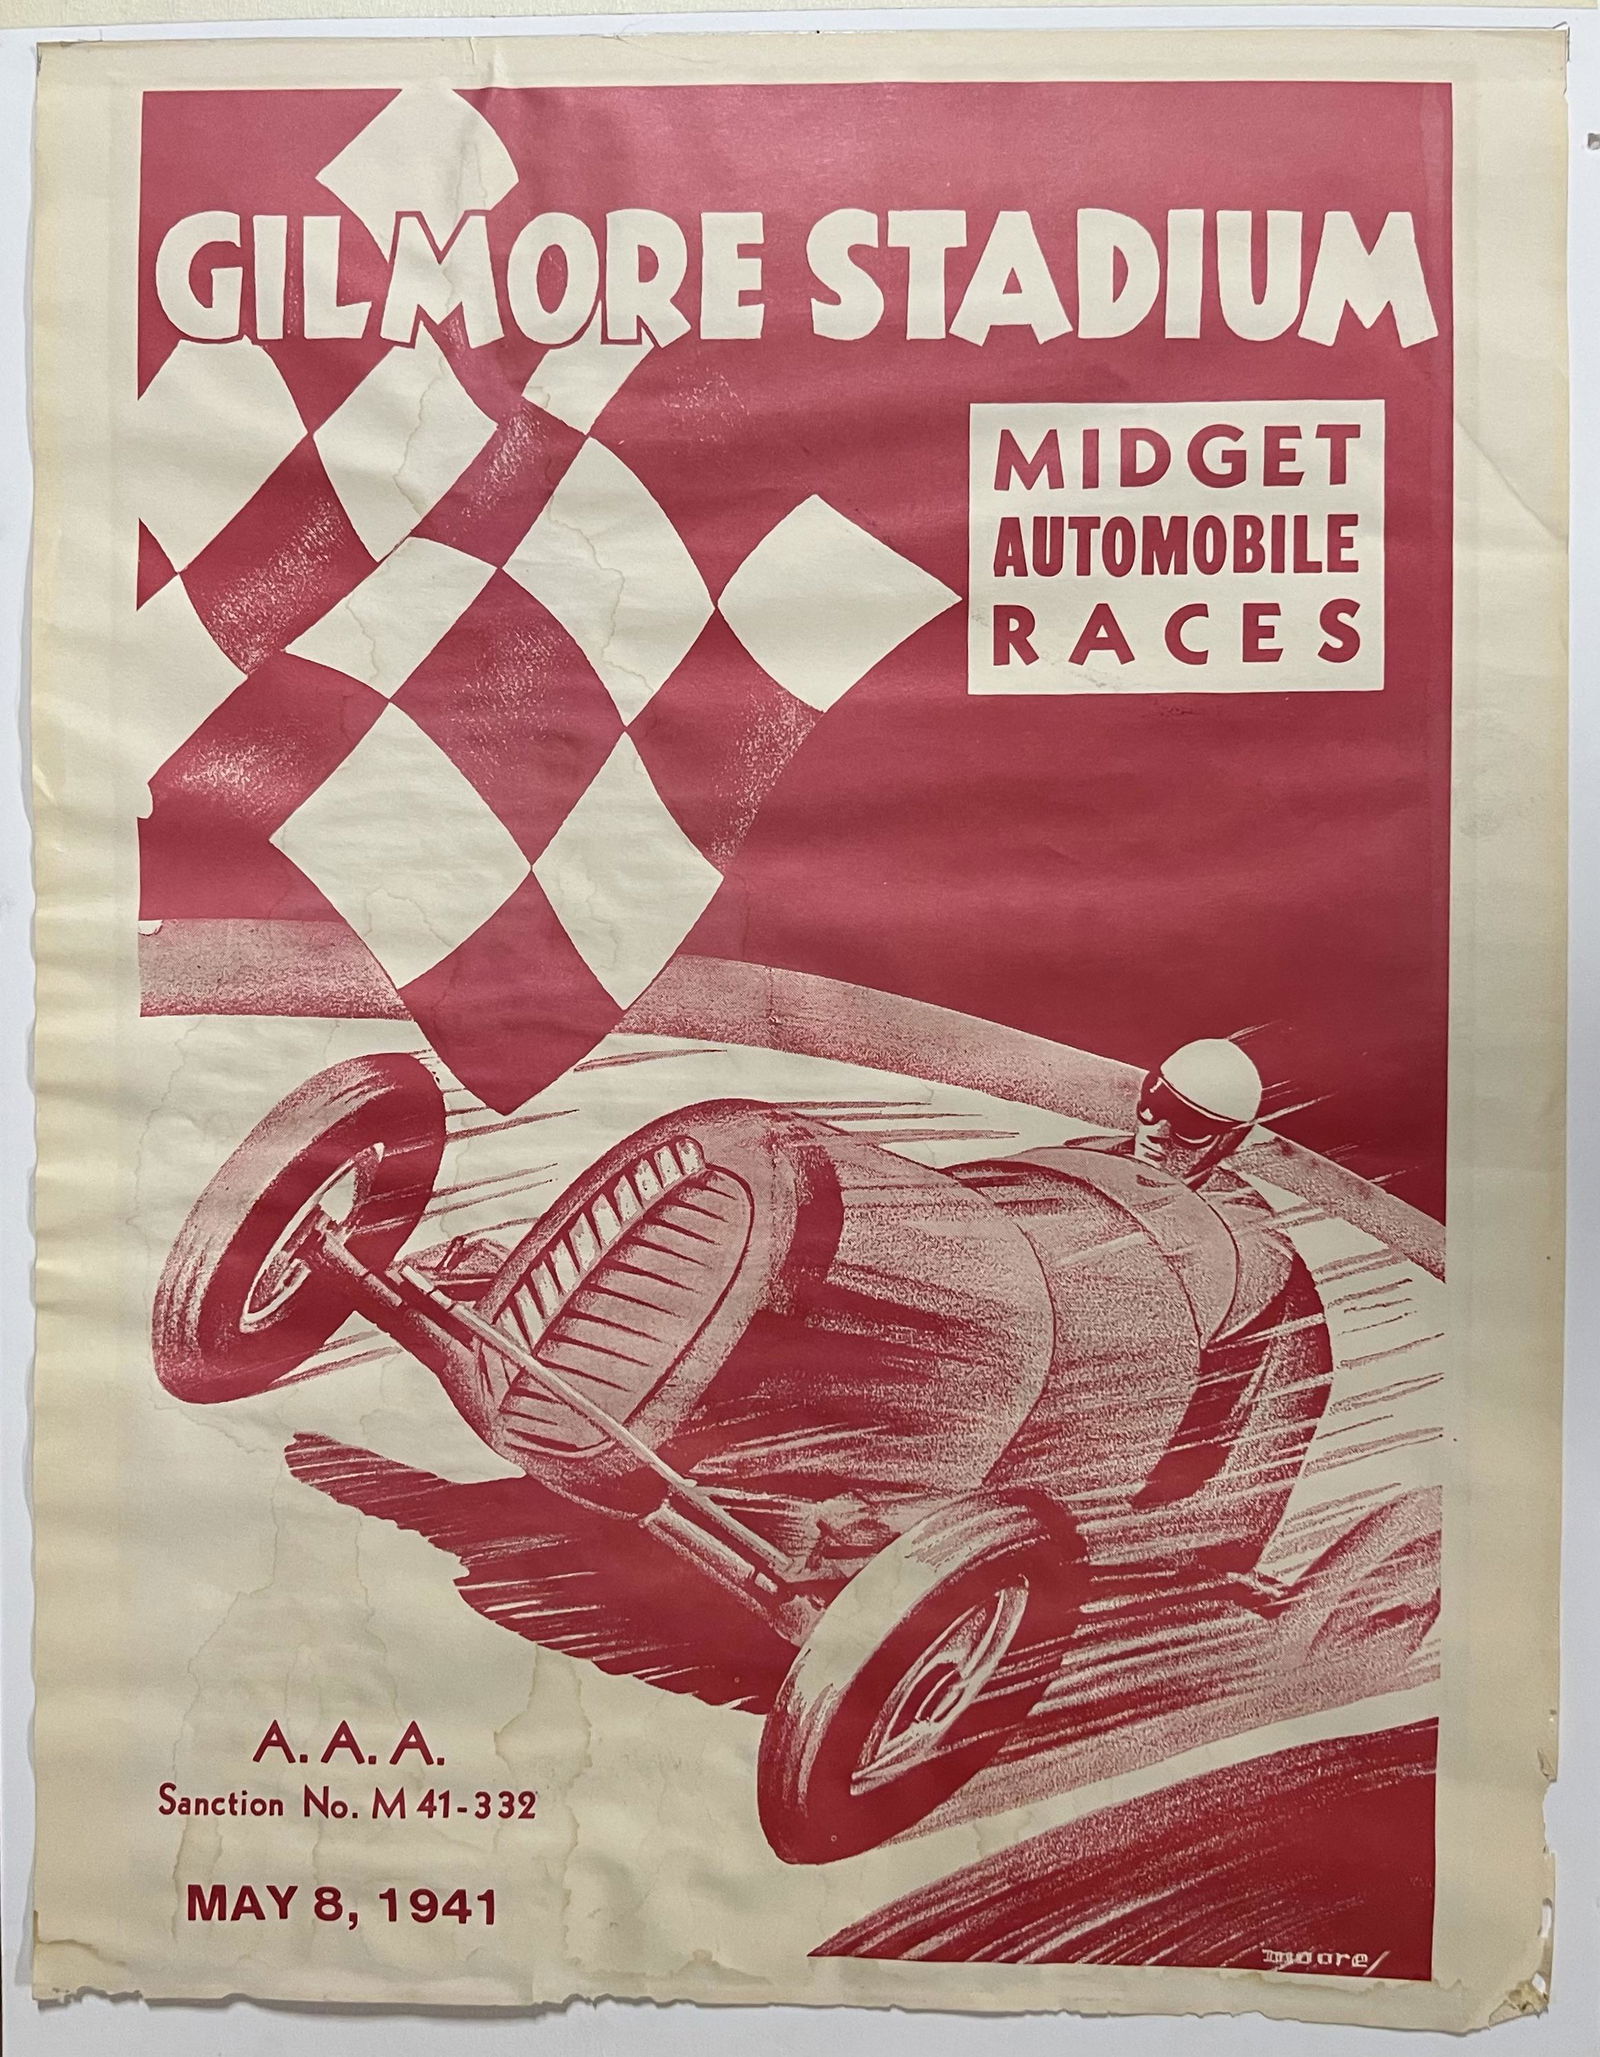 GILMORE STADIUM
MIDGET
AUTOMOBILE
RACES
A. A. A.
Sanction No. M 41-332
MAY 8, 1941
moore/